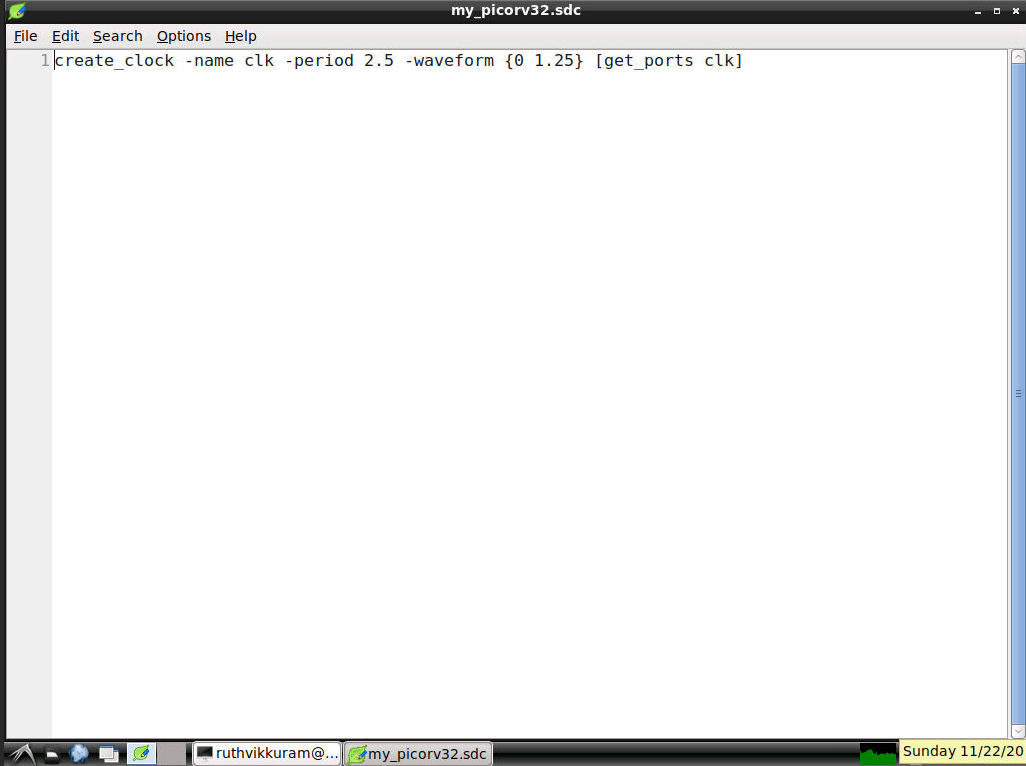 my_picorv32.sdc
File Edit Search Options Help
1 create_clock -name clk -period 2.5 -waveform {0 1.25} [get_ports clk]
ruthvikkuram@... my_picorv32.sdc Sunday 11/22/20